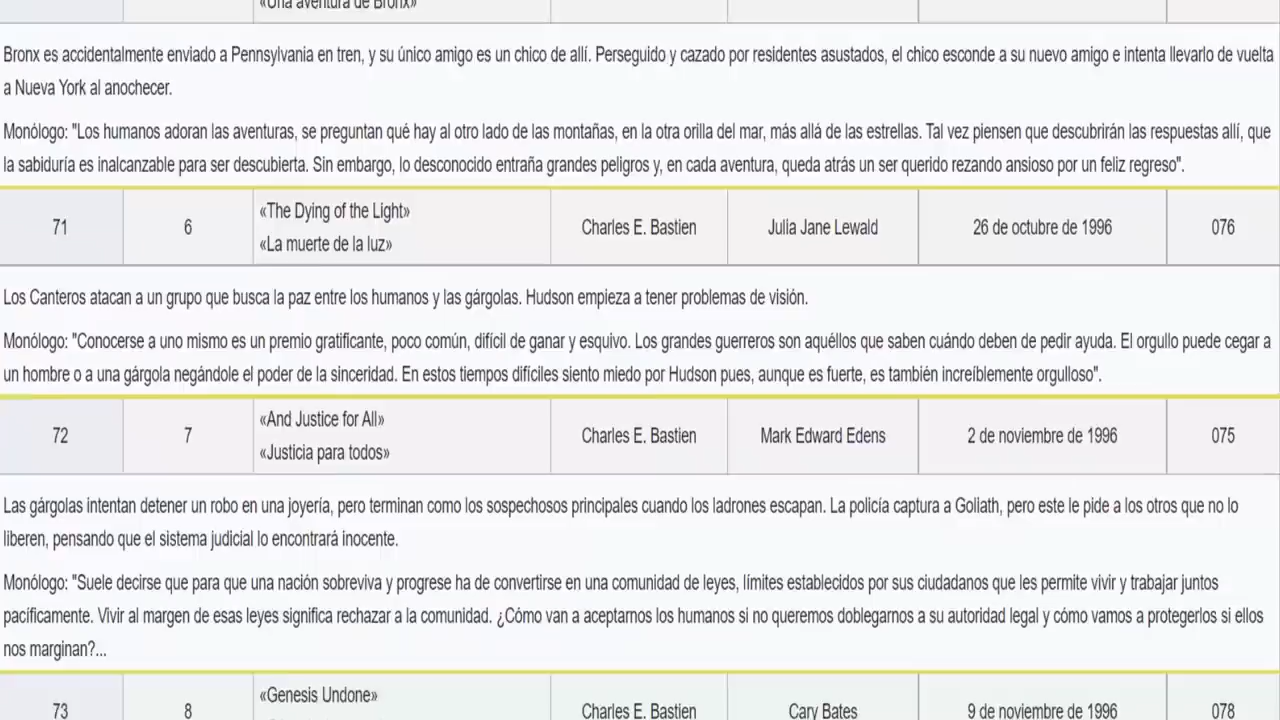 «Una aventura de Bronx»
Bronx es accidentalmente enviado a Pennsylvania en tren, y su único amigo es un chico de allí. Perseguido y cazado por residentes asustados, el chico esconde a su nuevo amigo e intenta llevarlo de vuelta
a Nueva York al anochecer.
Monólogo: "Los humanos adoran las aventuras, se preguntan qué hay al otro lado de las montañas, en la otra orilla del mar, más allá de las estrellas. Tal vez piensen que descubrirán las respuestas allí, que
la sabiduría es inalcanzable para ser descubierta. Sin embargo, lo desconocido entraña grandes peligros y, en cada aventura, queda atrás un ser querido rezando ansioso por un feliz regreso".
71 6 «The Dying of the Light» Charles E. Bastien Julia Jane Lewald 26 de octubre de 1996 076
«La muerte de la luz»
Los Canteros atacan a un grupo que busca la paz entre los humanos y las gárgolas. Hudson empieza a tener problemas de visión.
Monólogo: "Conocerse a uno mismo es un premio gratificante, poco común, difícil de ganar y esquivo. Los grandes guerreros son aquéllos que saben cuándo deben de pedir ayuda. El orgullo puede cegar a
un hombre o a una gárgola negándole el poder de la sinceridad. En estos tiempos difíciles siento miedo por Hudson pues, aunque es fuerte, es también increíblemente orgulloso".
72 7 «And Justice for All» Charles E. Bastien Mark Edward Edens 2 de noviembre de 1996 075
«Justicia para todos»
Las gárgolas intentan detener un robo en una joyería, pero terminan como los sospechosos principales cuando los ladrones escapan. La policía captura a Goliath, pero este le pide a los otros que no lo
liberen, pensando que el sistema judicial lo encontrará inocente.
Monólogo: "Suele decirse que para que una nación sobreviva y progrese ha de convertirse en una comunidad de leyes, límites establecidos por sus ciudadanos que les permite vivir y trabajar juntos
pacíficamente. Vivir al margen de esas leyes significa rechazar a la comunidad. ¿Cómo van a aceptarnos los humanos si no queremos doblegarnos a su autoridad legal y cómo vamos a protegerlos si ellos
nos marginan?...
73 8 «Genesis Undone» Charles E. Bastien Cary Bates 9 de noviembre de 1996 078